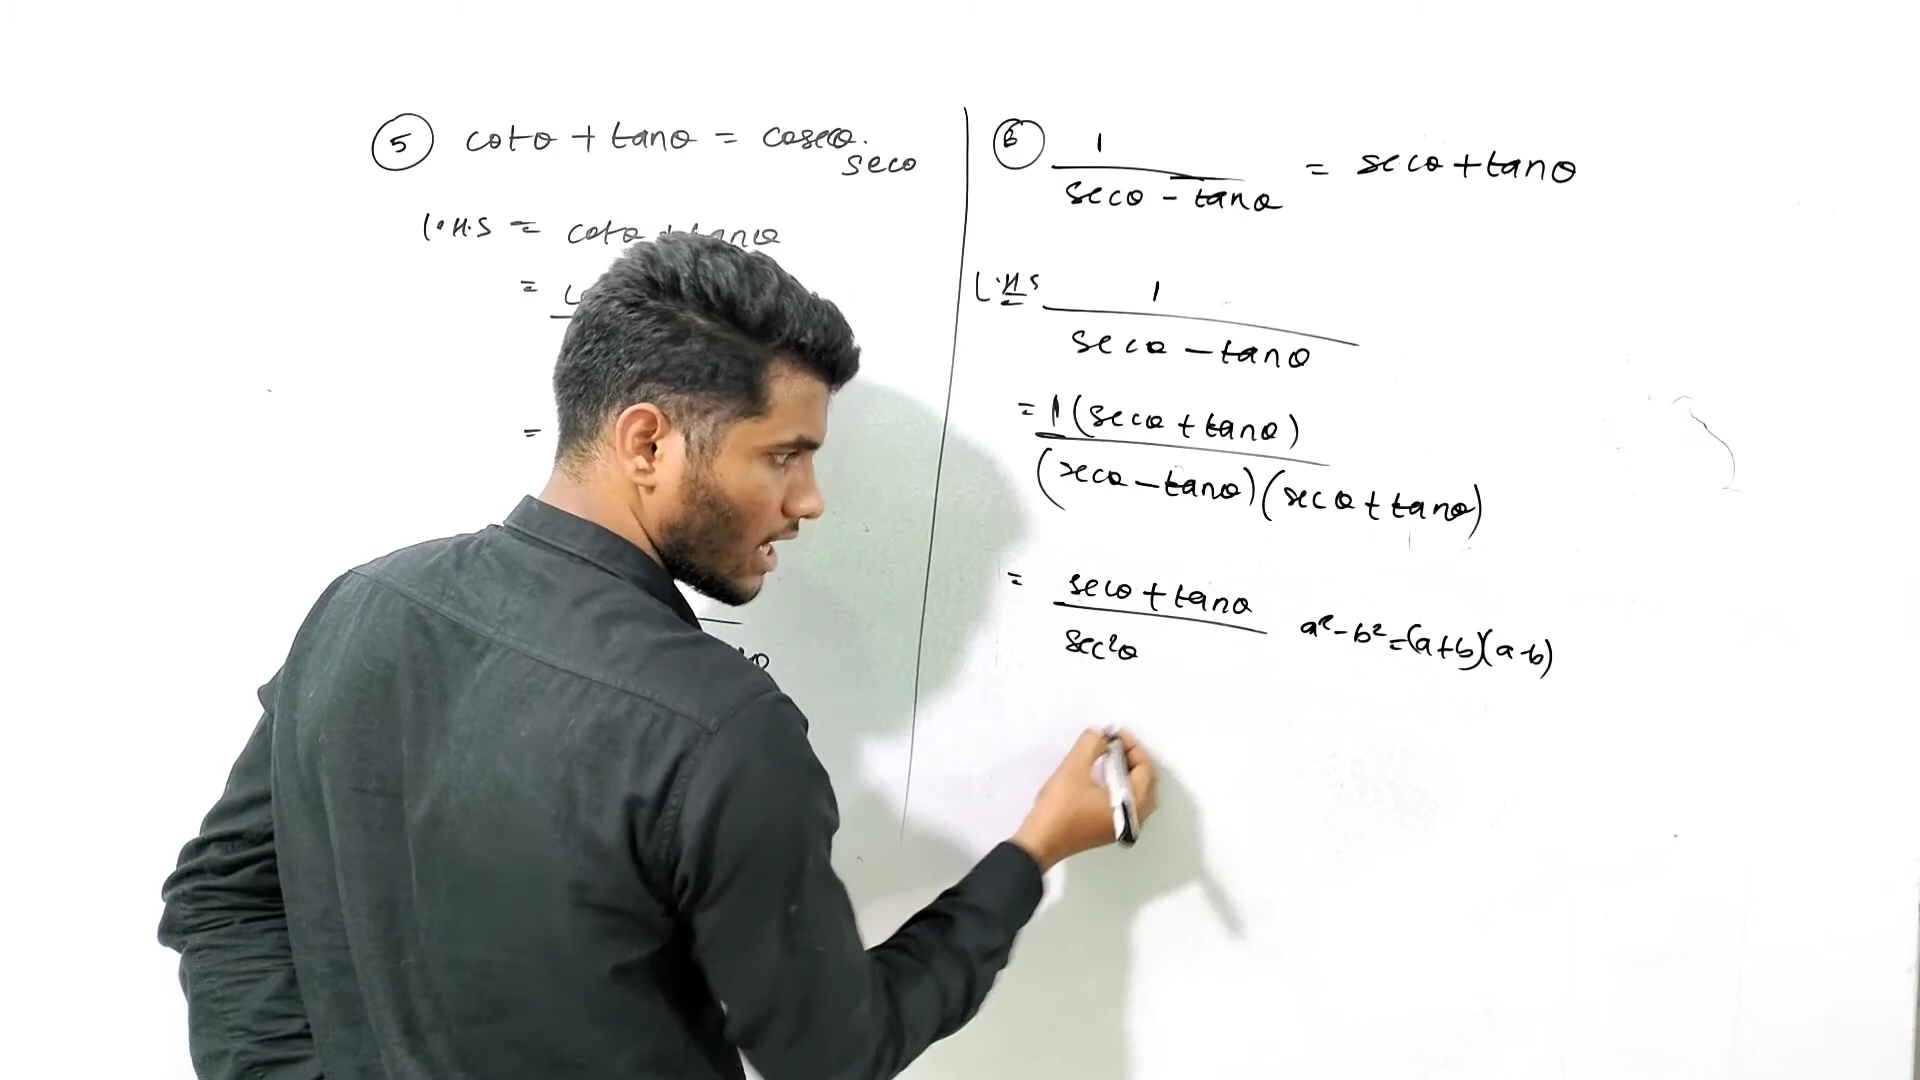 5 cotθ + tanθ = cosecθ.
secθ
L.H.S = cotθ + tanθ
=
=
6 1
secθ - tanθ = secθ + tanθ
L.H.S 1
secθ - tanθ
= 1(secθ + tanθ)
(secθ - tanθ)(secθ + tanθ)
= secθ + tanθ
sec²θ
a² - b² = (a+b)(a-b)